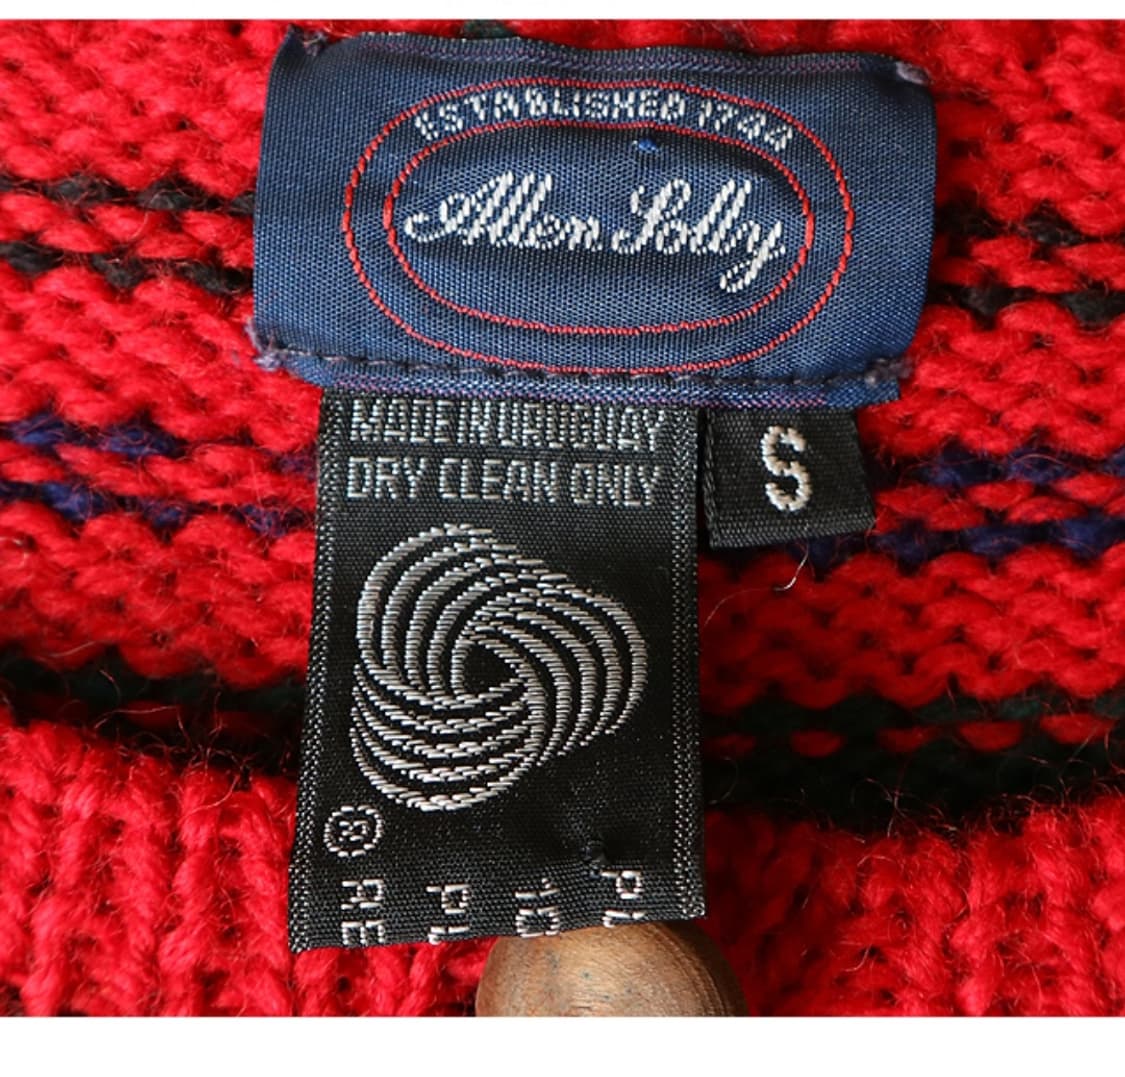 ESTABLISHED 1744
Allen Solly
MADE IN URUGUAY
DRY CLEAN ONLY
S
®